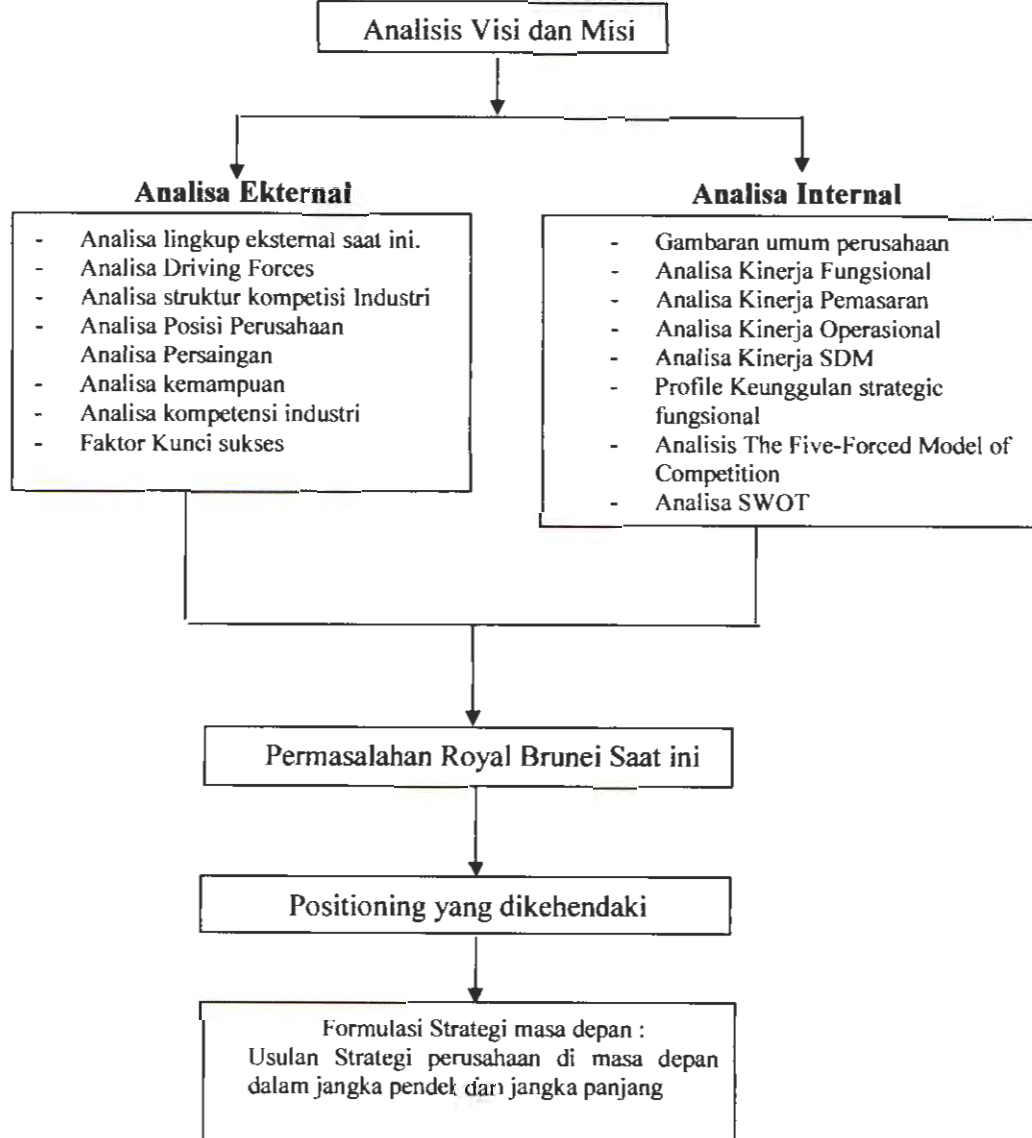 Analisis Visi dan Misi
Analisa Ekternal
- Analisa lingkup eksternal saat ini.
- Analisa Driving Forces
- Analisa struktur kompetisi Industri
- Analisa Posisi Perusahaan
Analisa Persaingan
- Analisa kemampuan
- Analisa kompetensi industri
- Faktor Kunci sukses
Analisa Internal
- Gambaran umum perusahaan
- Analisa Kinerja Fungsional
- Analisa Kinerja Pemasaran
- Analisa Kinerja Operasional
- Analisa Kinerja SDM
- Profile Keunggulan strategic
fungsional
- Analisis The Five-Forced Model of
Competition
- Analisa SWOT
Permasalahan Royal Brunei Saat ini
Positioning yang dikehendaki
Formulasi Strategi masa depan :
Usulan Strategi perusahaan di masa depan
dalam jangka pendek dan jangka panjang